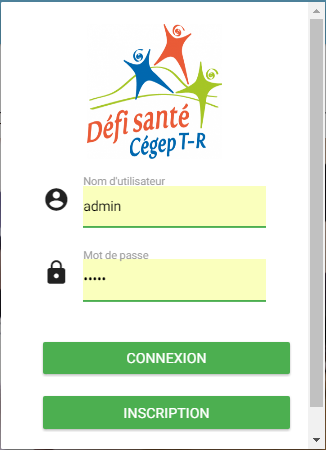 Défi santé
Cégep T-R
Nom d'utilisateur
admin
Mot de passe
•••••
CONNEXION
INSCRIPTION